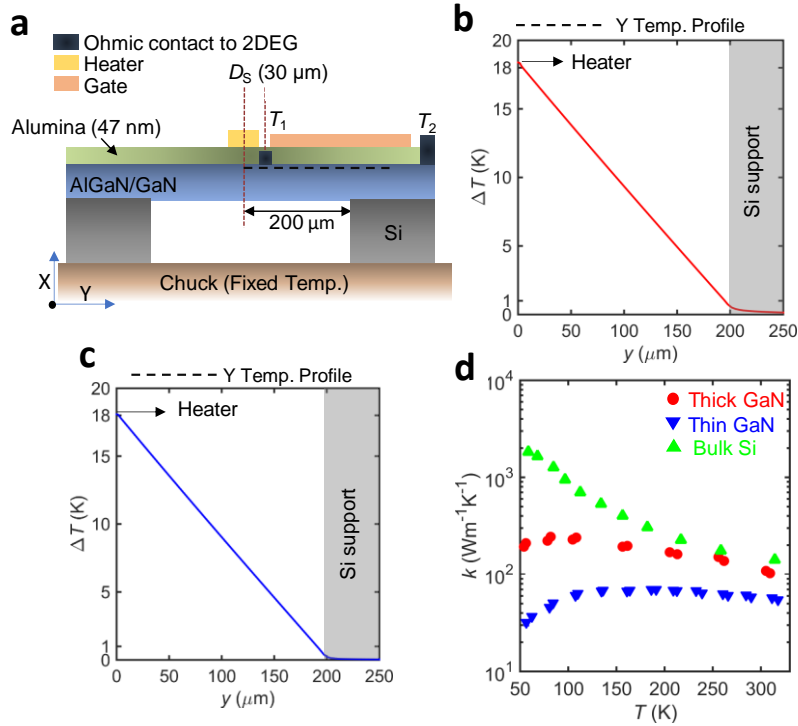 a
Ohmic contact to 2DEG
Heater
Gate
D_S (30 μm)
T_1
T_2
Alumina (47 nm)
AlGaN/GaN
200 μm
Si
X
Y
Chuck (Fixed Temp.)
b
Y Temp. Profile
20
18
15
10
5
1
0
ΔT (K)
Heater
Si support
0 50 100 150 200 250
y (μm)
c
Y Temp. Profile
20
18
15
10
5
1
0
ΔT (K)
Heater
Si support
0 50 100 150 200 250
y (μm)
d
10^4
10^3
10^2
10^1
k (Wm^-1K^-1)
Thick GaN
Thin GaN
Bulk Si
50 100 150 200 250 300
T (K)